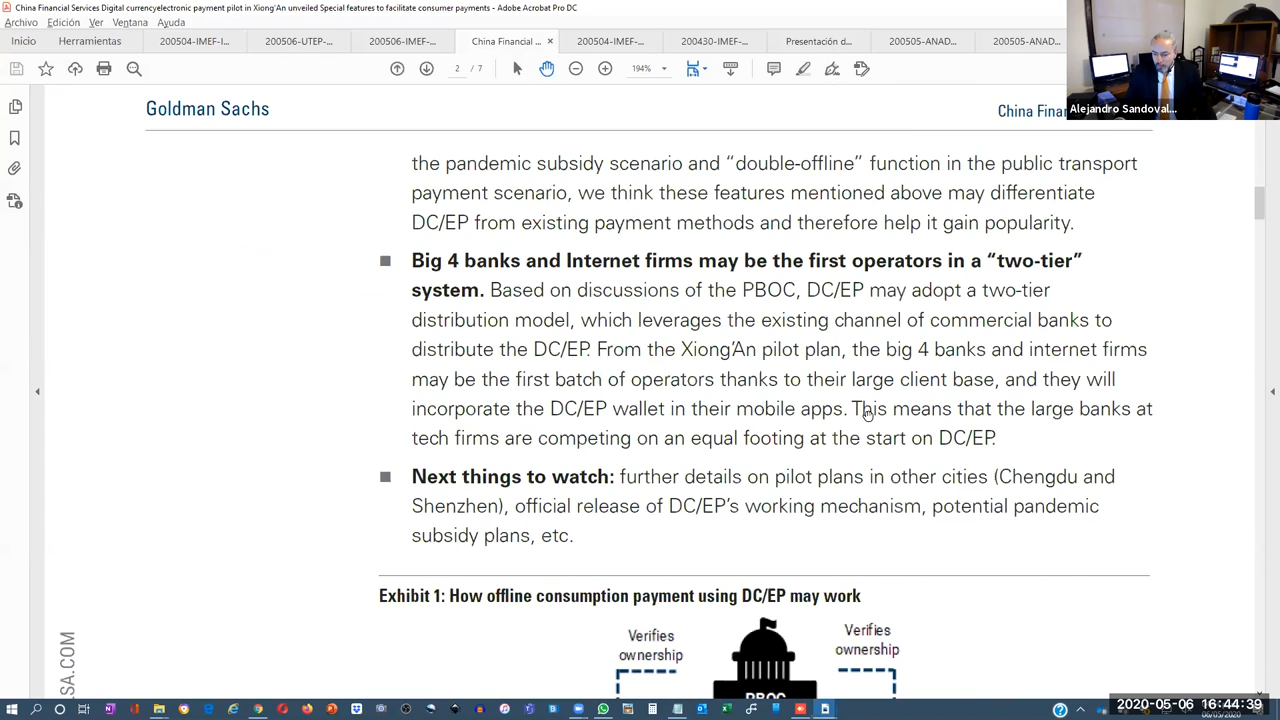 China Financial Services Digital currencyelectronic payment pilot in Xiong'An unveiled Special features to facilitate consumer payments - Adobe Acrobat Pro DC
Archivo Edición Ver Ventana Ayuda
Inicio Herramientas 200504-IMEF-I... 200506-UTEP-... 200506-IMEF-... China Financial ... × 200504-IMEF-... 200430-IMEF-... Presentación d... 200505-ANAD... 200505-ANAD...
2 / 7 194%
Alejandro Sandoval...
Goldman Sachs
China Finan
the pandemic subsidy scenario and “double-offline” function in the public transport
payment scenario, we think these features mentioned above may differentiate
DC/EP from existing payment methods and therefore help it gain popularity.
■ Big 4 banks and Internet firms may be the first operators in a “two-tier”
system. Based on discussions of the PBOC, DC/EP may adopt a two-tier
distribution model, which leverages the existing channel of commercial banks to
distribute the DC/EP. From the Xiong'An pilot plan, the big 4 banks and internet firms
may be the first batch of operators thanks to their large client base, and they will
incorporate the DC/EP wallet in their mobile apps. This means that the large banks at
tech firms are competing on an equal footing at the start on DC/EP.
■ Next things to watch: further details on pilot plans in other cities (Chengdu and
Shenzhen), official release of DC/EP’s working mechanism, potential pandemic
subsidy plans, etc.
Exhibit 1: How offline consumption payment using DC/EP may work
Verifies
ownership
Verifies
ownership
PBOC
SA.COM
2020-05-06 16:44:39
06/05/2020